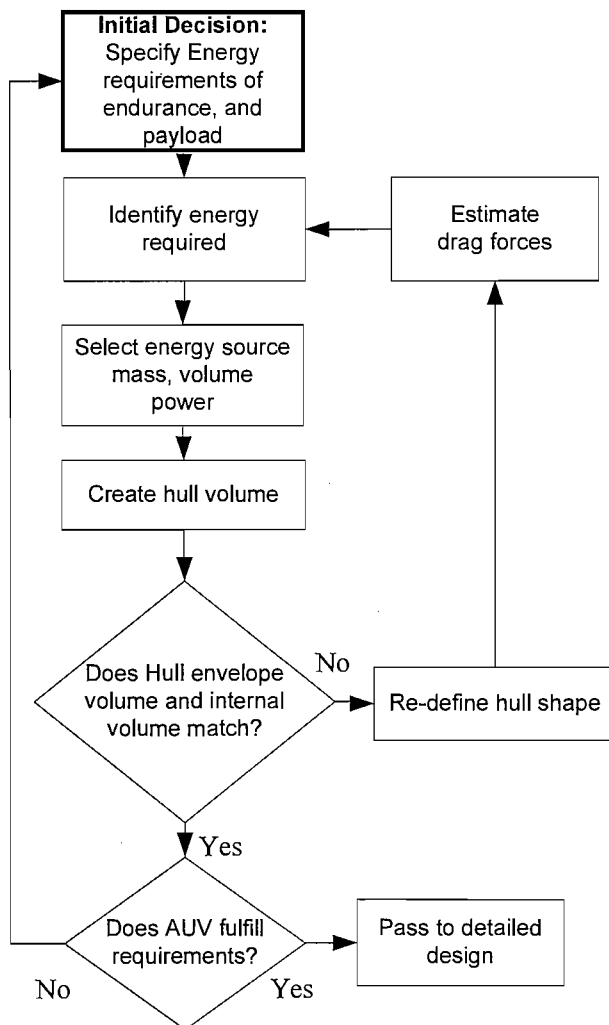 Initial Decision:
Specify Energy
requirements of
endurance, and
payload
Identify energy
required
Estimate
drag forces
Select energy source
mass, volume
power
Create hull volume
Does Hull envelope
volume and internal
volume match?
No
Re-define hull shape
Yes
Does AUV fulfill
requirements?
No
Yes
Pass to detailed
design